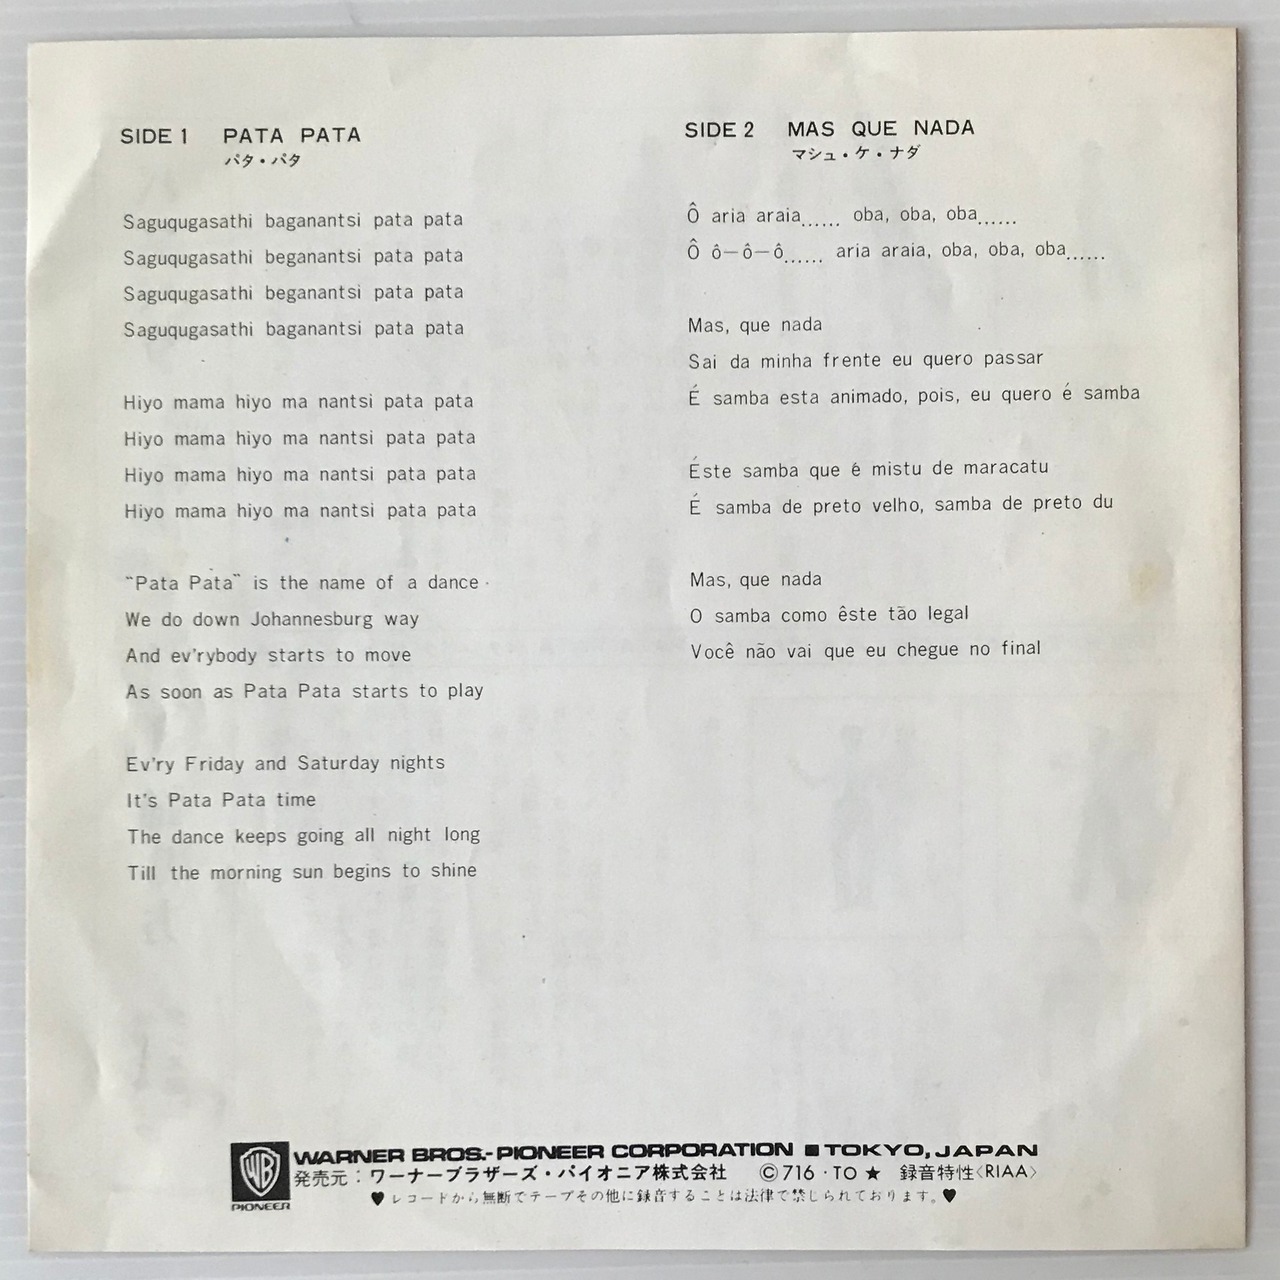 SIDE 1 PATA PATA
パタ・パタ
Saguqugasathi baganantsi pata pata
Saguqugasathi beganantsi pata pata
Saguqugasathi beganantsi pata pata
Saguqugasathi baganantsi pata pata
Hiyo mama hiyo ma nantsi pata pata
Hiyo mama hiyo ma nantsi pata pata
Hiyo mama hiyo ma nantsi pata pata
Hiyo mama hiyo ma nantsi pata pata
“Pata Pata” is the name of a dance
We do down Johannesburg way
And ev'rybody starts to move
As soon as Pata Pata starts to play
Ev'ry Friday and Saturday nights
It's Pata Pata time
The dance keeps going all night long
Till the morning sun begins to shine
SIDE 2 MAS QUE NADA
マシュ・ケ・ナダ
Ô aria araia...... oba, oba, oba......
Ô ô—ô—ô...... aria araia, oba, oba, oba......
Mas, que nada
Sai da minha frente eu quero passar
É samba esta animado, pois, eu quero é samba
Éste samba que é mistu de maracatu
É samba de preto velho, samba de preto du
Mas, que nada
O samba como êste tão legal
Você não vai que eu chegue no final
WB
PIONEER
WARNER BROS.-PIONEER CORPORATION ■ TOKYO, JAPAN
発売元：ワーナーブラザーズ・パイオニア株式会社 ©716・TO ★ 録音特性〈RIAA〉
♥レコードから無断でテープその他に録音することは法律で禁じられております。♥